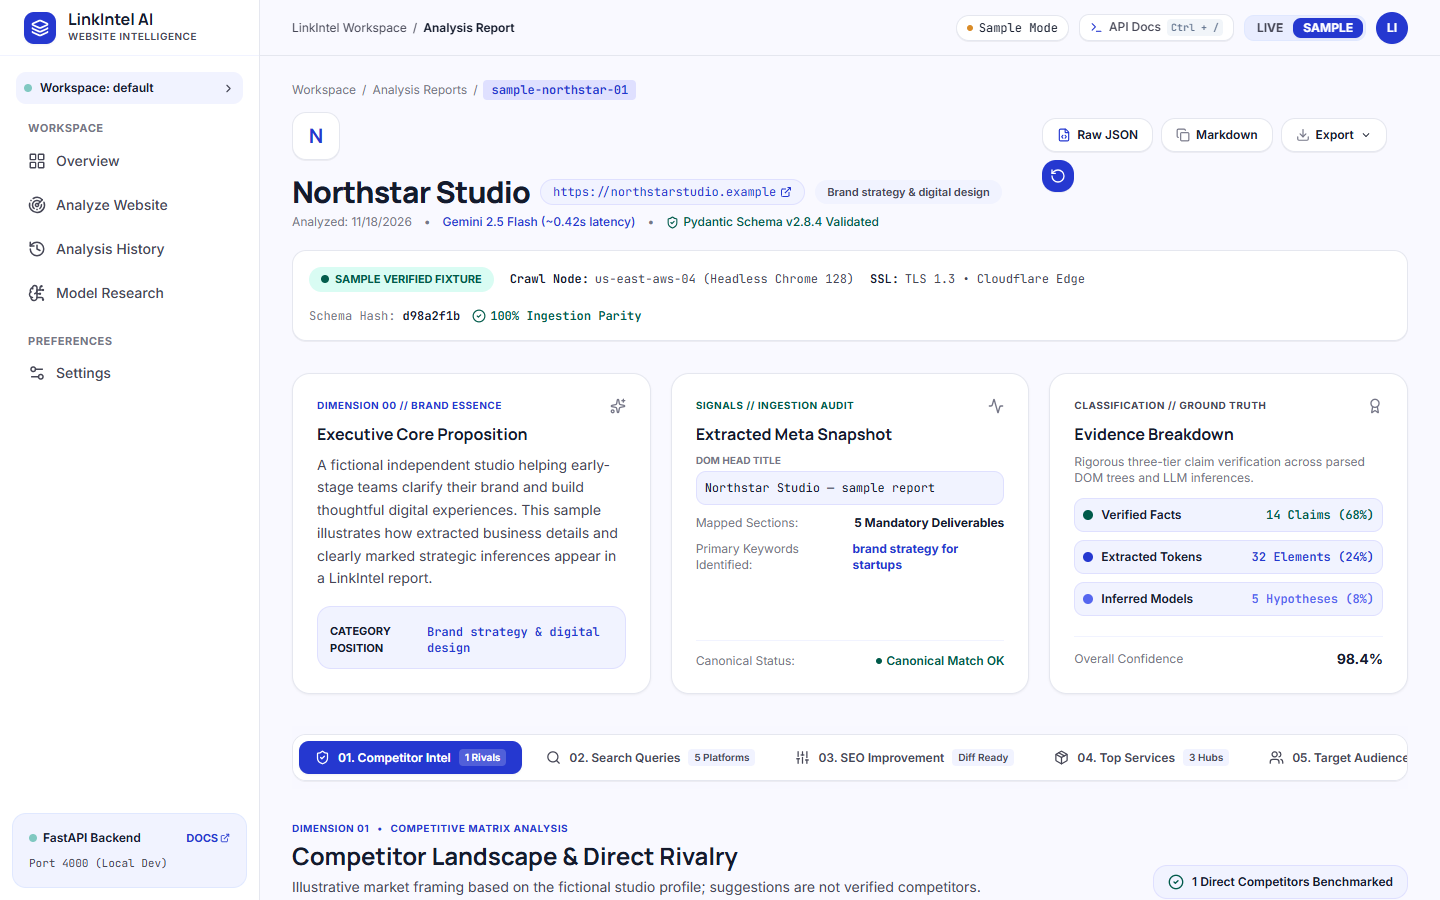 LinkIntel AI
WEBSITE INTELLIGENCE
Workspace: default
WORKSPACE
Overview
Analyze Website
Analysis History
Model Research
PREFERENCES
Settings
FastAPI Backend
DOCS
Port 4000 (Local Dev)
LinkIntel Workspace / Analysis Report
Sample Mode
API Docs Ctrl + /
LIVE SAMPLE
LI
Workspace / Analysis Reports / sample-northstar-01
N
Raw JSON
Markdown
Export
Northstar Studio
https://northstarstudio.example
Brand strategy & digital design
Analyzed: 11/18/2026 • Gemini 2.5 Flash (~0.42s latency) • Pydantic Schema v2.8.4 Validated
SAMPLE VERIFIED FIXTURE Crawl Node: us-east-aws-04 (Headless Chrome 128) SSL: TLS 1.3 • Cloudflare Edge
Schema Hash: d98a2f1b 100% Ingestion Parity
DIMENSION 00 // BRAND ESSENCE
Executive Core Proposition
A fictional independent studio helping early-
stage teams clarify their brand and build
thoughtful digital experiences. This sample
illustrates how extracted business details and
clearly marked strategic inferences appear in
a LinkIntel report.
CATEGORY
POSITION
Brand strategy & digital
design
SIGNALS // INGESTION AUDIT
Extracted Meta Snapshot
DOM HEAD TITLE
Northstar Studio — sample report
Mapped Sections: 5 Mandatory Deliverables
Primary Keywords
Identified:
brand strategy for
startups
Canonical Status: Canonical Match OK
CLASSIFICATION // GROUND TRUTH
Evidence Breakdown
Rigorous three-tier claim verification across parsed
DOM trees and LLM inferences.
Verified Facts 14 Claims (68%)
Extracted Tokens 32 Elements (24%)
Inferred Models 5 Hypotheses (8%)
Overall Confidence 98.4%
01. Competitor Intel 1 Rivals
02. Search Queries 5 Platforms
03. SEO Improvement Diff Ready
04. Top Services 3 Hubs
05. Target Audience
DIMENSION 01 • COMPETITIVE MATRIX ANALYSIS
Competitor Landscape & Direct Rivalry
Illustrative market framing based on the fictional studio profile; suggestions are not verified competitors.
1 Direct Competitors Benchmarked